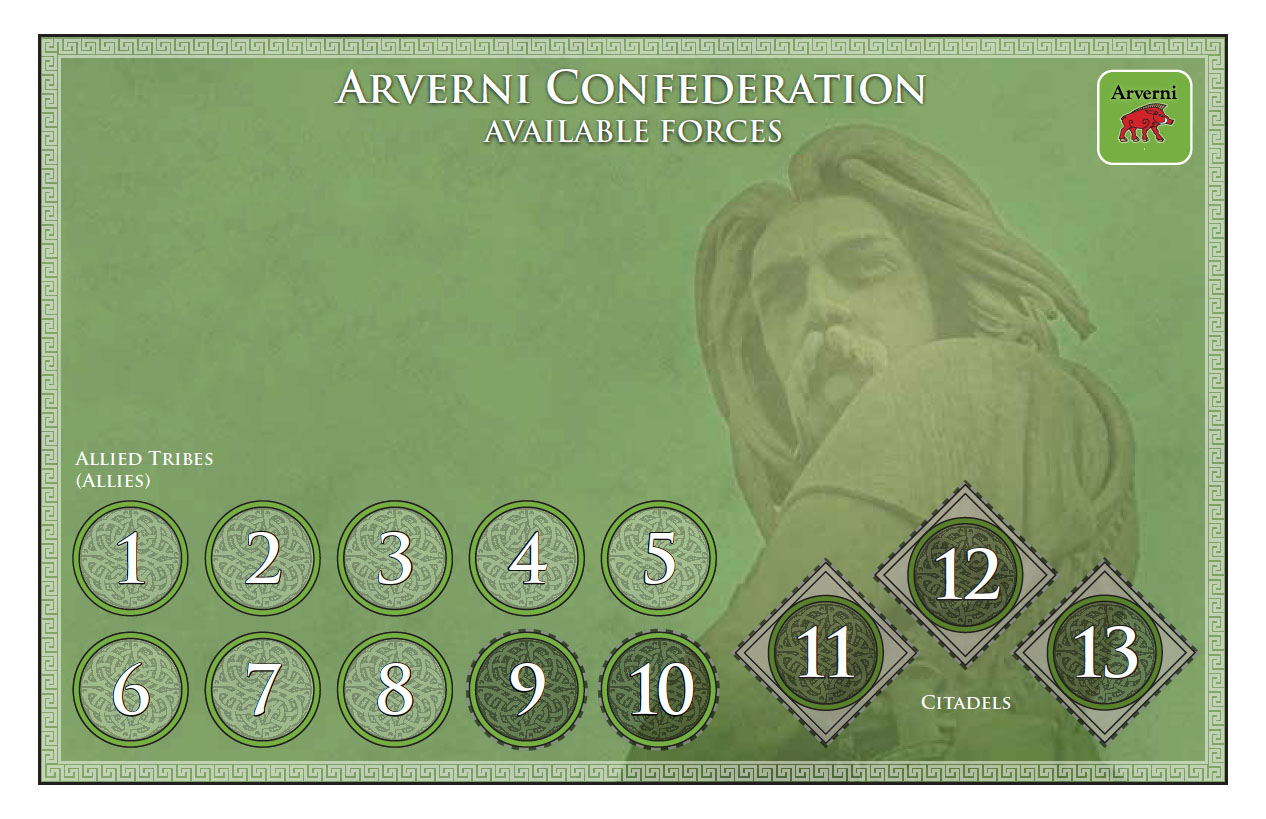 ARVERNI CONFEDERATION
AVAILABLE FORCES
Arverni
ALLIED TRIBES
(ALLIES)
1 2 3 4 5
12
11 13
6 7 8 9 10
CITADELS